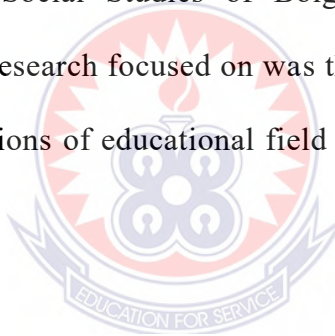 Social Studies of Bolg
esearch focused on was t
ions of educational field
EDUCATION FOR SERVICE